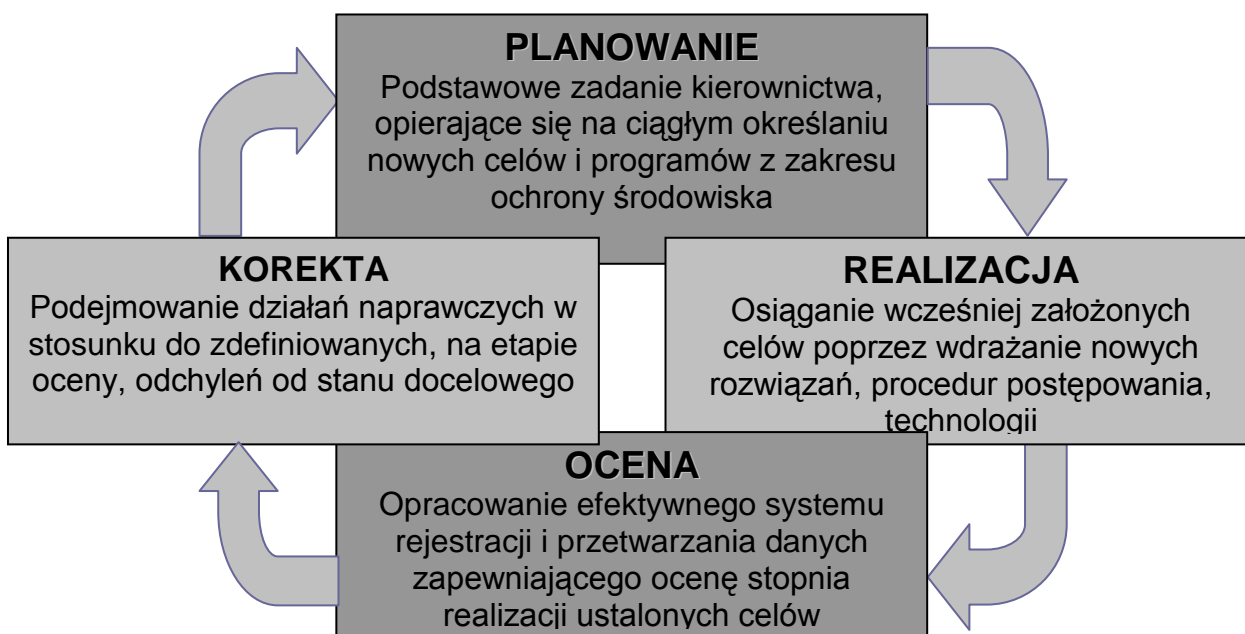 PLANOWANIE
Podstawowe zadanie kierownictwa,
opierające się na ciągłym określaniu
nowych celów i programów z zakresu
ochrony środowiska
KOREKTA
Podejmowanie działań naprawczych w
stosunku do zdefiniowanych, na etapie
oceny, odchyleń od stanu docelowego
REALIZACJA
Osiąganie wcześniej założonych
celów poprzez wdrażanie nowych
rozwiązań, procedur postępowania,
technologii
OCENA
Opracowanie efektywnego systemu
rejestracji i przetwarzania danych
zapewniającego ocenę stopnia
realizacji ustalonych celów